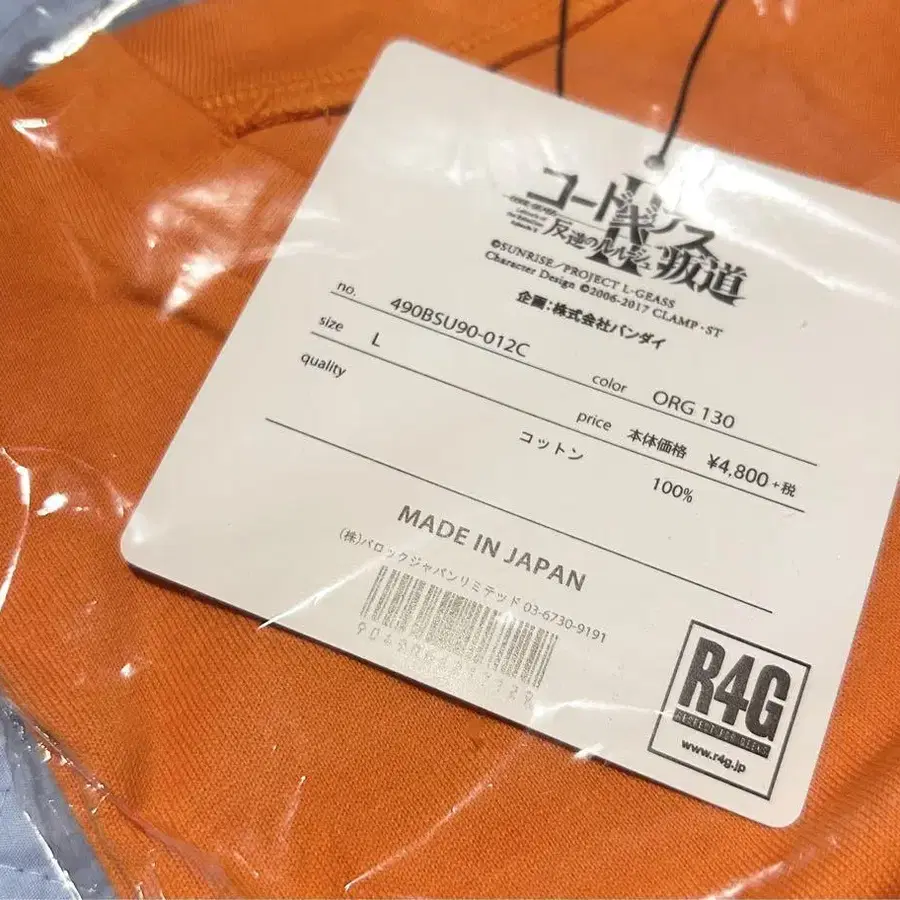 コードギアス
反逆のルルーシュ
II
叛道
©SUNRISE/PROJECT L-GEASS
Character Design ©2006-2017 CLAMP・ST
企画:株式会社バンダイ
no. 490BSU90-012C color ORG 130
size L price 本体価格 ¥4,800+税
quality コットン 100%
MADE IN JAPAN
(株)バロックジャパンリミテッド 03-6730-9191
R4G
RESPECT FOR GEEKS
www.r4g.jp